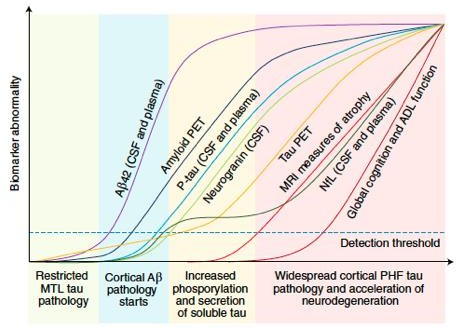 Biomarker abnormality
Aβ42 (CSF and plasma)
Amyloid PET
P-tau (CSF and plasma)
Neurogranin (CSF)
Tau PET
MRI measures of atrophy
NfL (CSF and plasma)
Global cognition and ADL function
Detection threshold
Restricted
MTL tau
pathology
Cortical Aβ
pathology
starts
Increased
phosporylation
and secretion
of soluble tau
Widespread cortical PHF tau
pathology and acceleration of
neurodegeneration